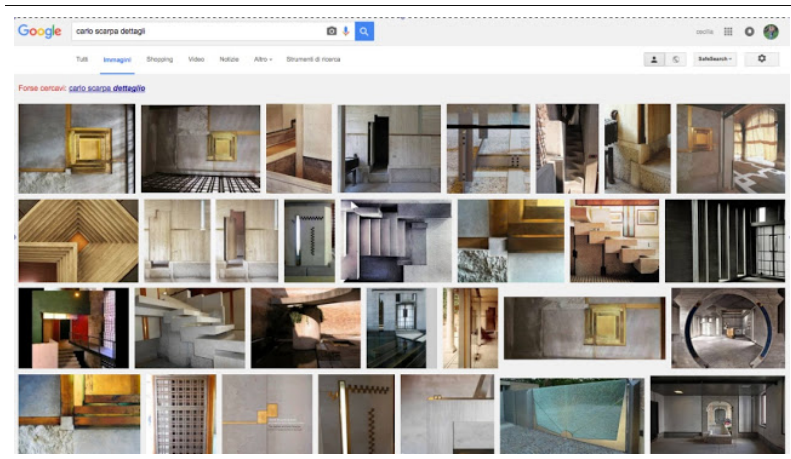 Google carlo scarpa dettagli
Tutti Immagini Shopping Video Notizie Altro Strumenti di ricerca SafeSearch
Forse cercavi: carlo scarpa dettaglio